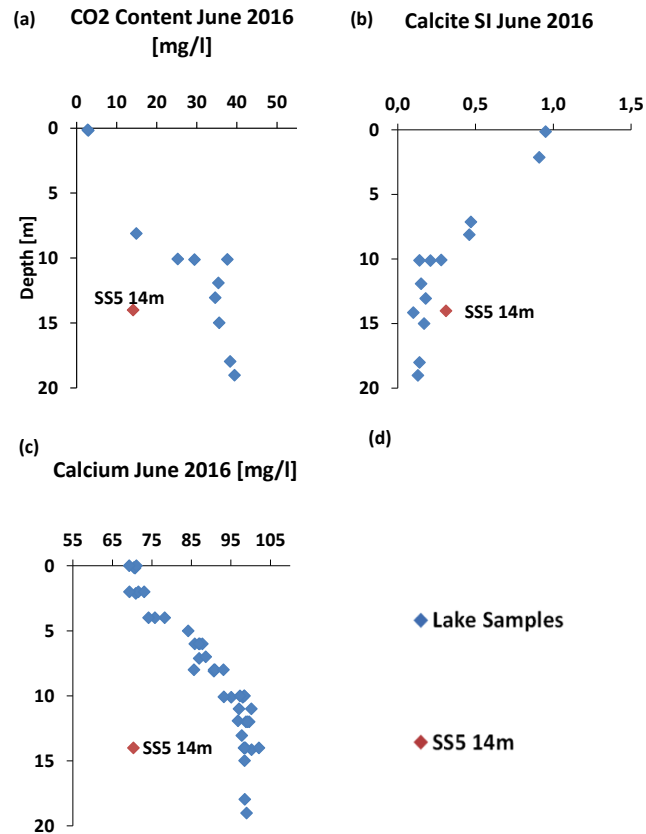 (a) CO2 Content June 2016
[mg/l]
0 10 20 30 40 50
0
5
10
15
20
Depth [m]
SS5 14m
(b) Calcite SI June 2016
0,0 0,5 1,0 1,5
0
5
10
15
20
SS5 14m
(c)
Calcium June 2016 [mg/l]
55 65 75 85 95 105
0
5
10
15
20
SS5 14m
(d)
Lake Samples
SS5 14m